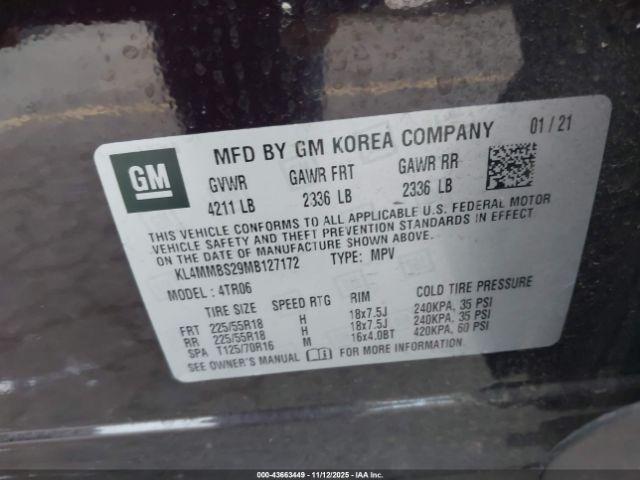 MFD BY GM KOREA COMPANY 01 / 21
GM
GVWR GAWR FRT GAWR RR
4211 LB 2336 LB 2336 LB
THIS VEHICLE CONFORMS TO ALL APPLICABLE U.S. FEDERAL MOTOR
VEHICLE SAFETY AND THEFT PREVENTION STANDARDS IN EFFECT
ON THE DATE OF MANUFACTURE SHOWN ABOVE.
KL4MMBS29MB127172 TYPE: MPV
MODEL : 4TR06
TIRE SIZE SPEED RTG RIM COLD TIRE PRESSURE
FRT 225/55R18 H 18x7.5J 240KPA, 35 PSI
RR 225/55R18 H 18x7.5J 240KPA, 35 PSI
SPA T125/70R16 M 16x4.0BT 420KPA, 60 PSI
SEE OWNER'S MANUAL FOR MORE INFORMATION.
000-43663449 - 11/12/2025 - IAA Inc.